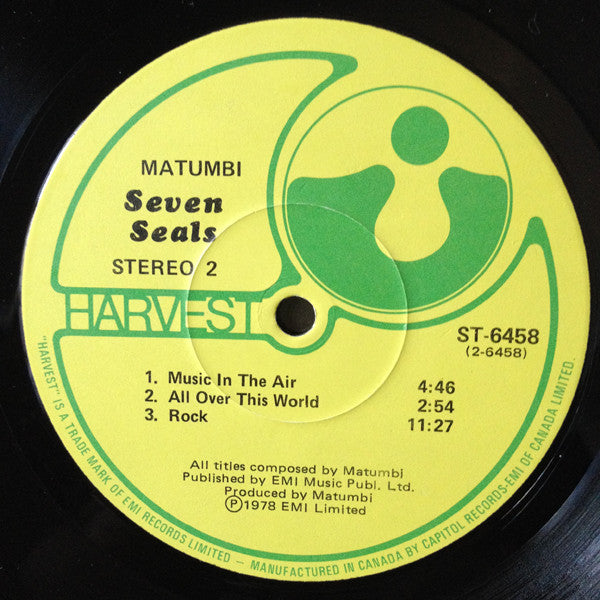 MATUMBI
Seven
Seals
STEREO 2
HARVEST
ST-6458
(2-6458)
1. Music In The Air 4:46
2. All Over This World 2:54
3. Rock 11:27
All titles composed by Matumbi
Published by EMI Music Publ. Ltd.
Produced by Matumbi
Ⓟ1978 EMI Limited
"HARVEST" IS A TRADE MARK OF EMI RECORDS LIMITED – MANUFACTURED IN CANADA BY CAPITOL RECORDS-EMI OF CANADA LIMITED.